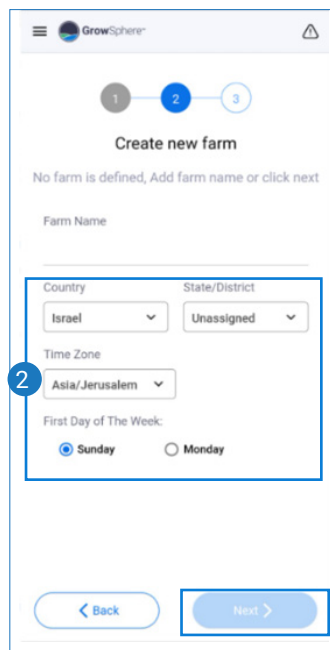 GrowSphere™
1 2 3
Create new farm
No farm is defined, Add farm name or click next
Farm Name
Country State/District
Israel Unassigned
Time Zone
2
Asia/Jerusalem
First Day of The Week:
Sunday Monday
Back Next